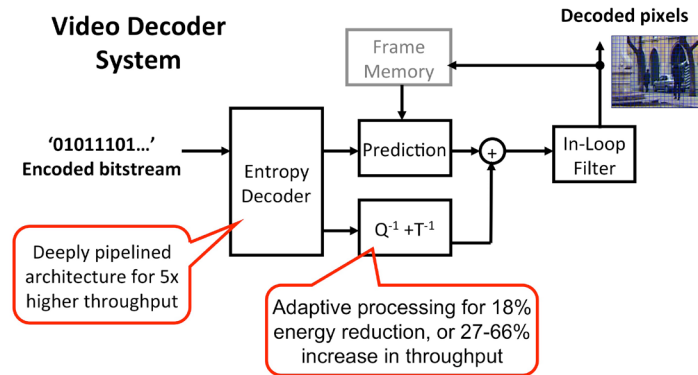 Video Decoder
System
Decoded pixels
Frame
Memory
'01011101...'
Encoded bitstream
Entropy
Decoder
Prediction
+
In-Loop
Filter
Q⁻¹ +T⁻¹
Deeply pipelined
architecture for 5x
higher throughput
Adaptive processing for 18%
energy reduction, or 27-66%
increase in throughput